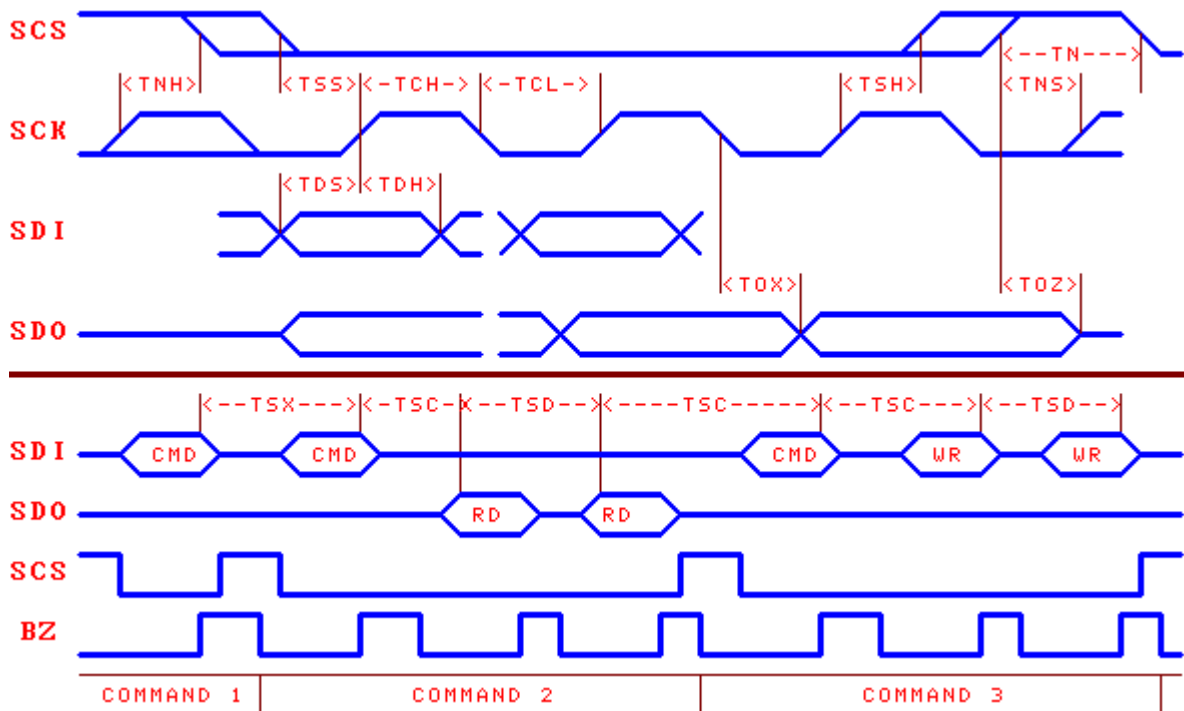 SCS
<--TN--->
<TNH>
<TSS>
<-TCH->
<-TCL->
<TSH>
<TNS>
SCK
<TDS>
<TDH>
SDI
<TOX>
<TOZ>
SDO
<--TSX---> <-TSC-X--TSD--> <----TSC-----> <--TSC---> <--TSD-->
SDI CMD CMD CMD WR WR
SDO RD RD
SCS
BZ
COMMAND 1 COMMAND 2 COMMAND 3